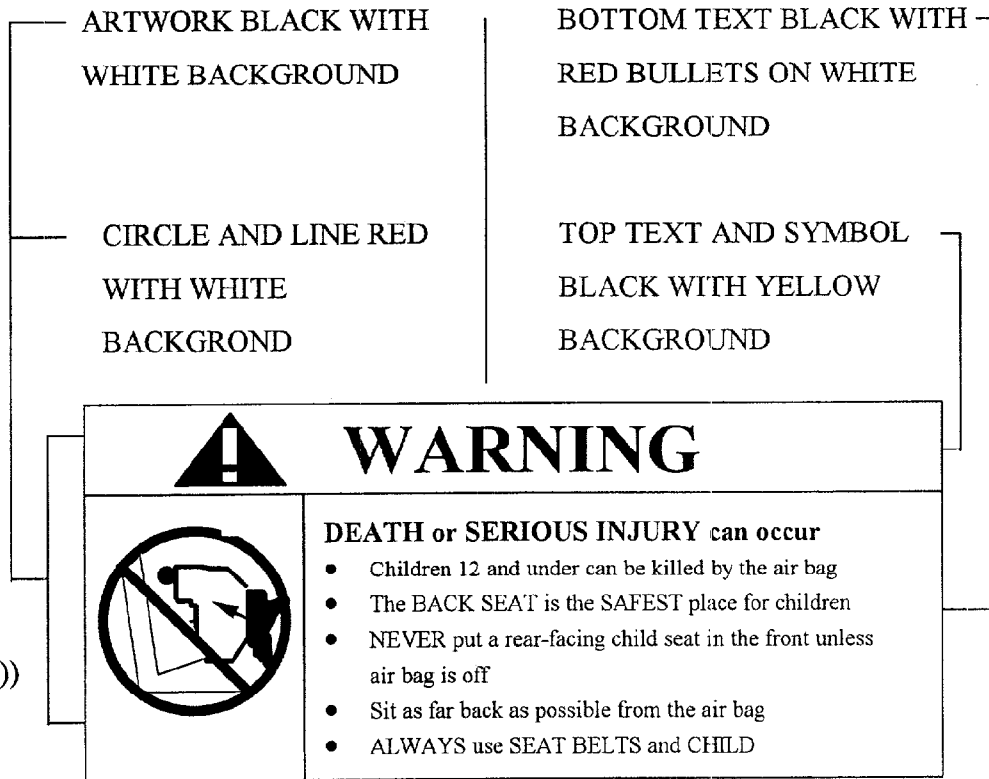 ARTWORK BLACK WITH
WHITE BACKGROUND
CIRCLE AND LINE RED
WITH WHITE
BACKGROND
BOTTOM TEXT BLACK WITH
RED BULLETS ON WHITE
BACKGROUND
TOP TEXT AND SYMBOL
BLACK WITH YELLOW
BACKGROUND
! WARNING
DEATH or SERIOUS INJURY can occur
• Children 12 and under can be killed by the air bag
• The BACK SEAT is the SAFEST place for children
• NEVER put a rear-facing child seat in the front unless
air bag is off
• Sit as far back as possible from the air bag
• ALWAYS use SEAT BELTS and CHILD
))